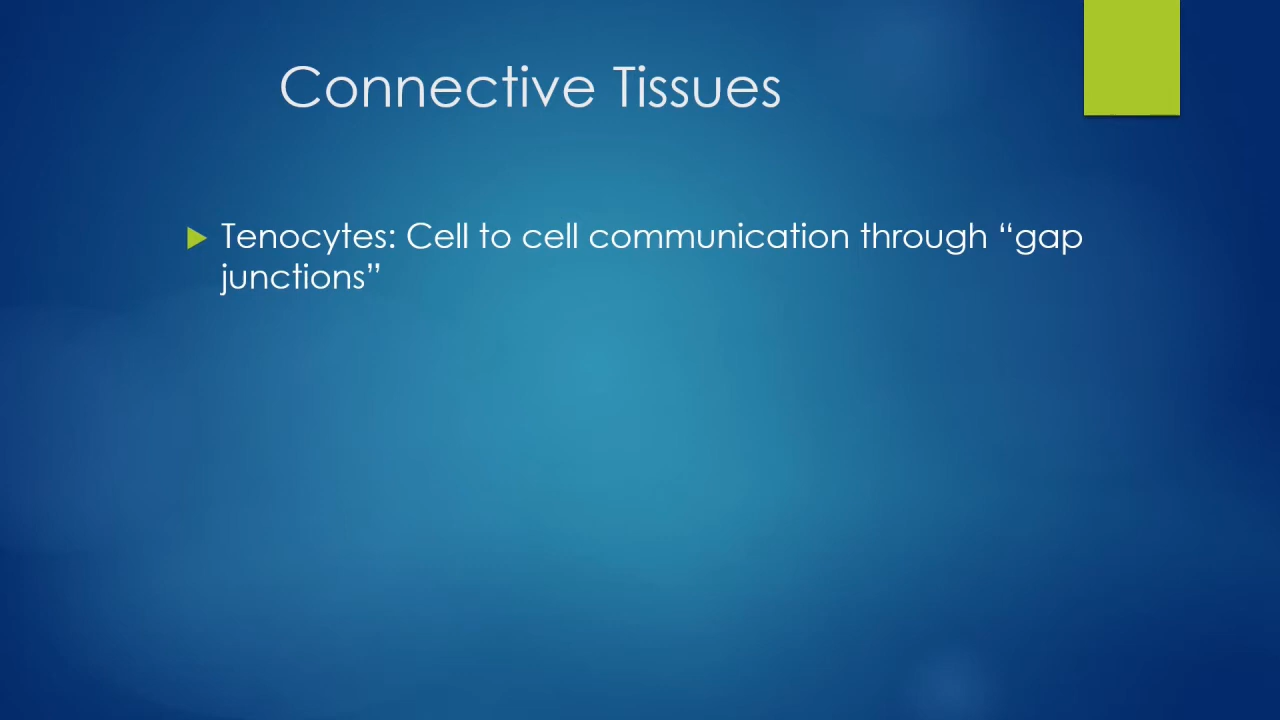 Connective Tissues
Tenocytes: Cell to cell communication through “gap
junctions”